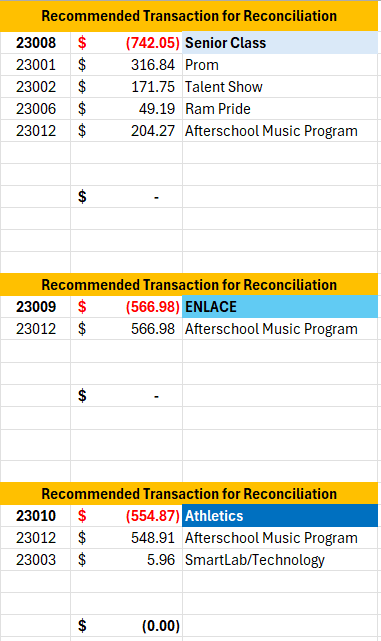 Recommended Transaction for Reconciliation
23008 $ (742.05) Senior Class
23001 $ 316.84 Prom
23002 $ 171.75 Talent Show
23006 $ 49.19 Ram Pride
23012 $ 204.27 Afterschool Music Program
$ -
Recommended Transaction for Reconciliation
23009 $ (566.98) ENLACE
23012 $ 566.98 Afterschool Music Program
$ -
Recommended Transaction for Reconciliation
23010 $ (554.87) Athletics
23012 $ 548.91 Afterschool Music Program
23003 $ 5.96 SmartLab/Technology
$ (0.00)